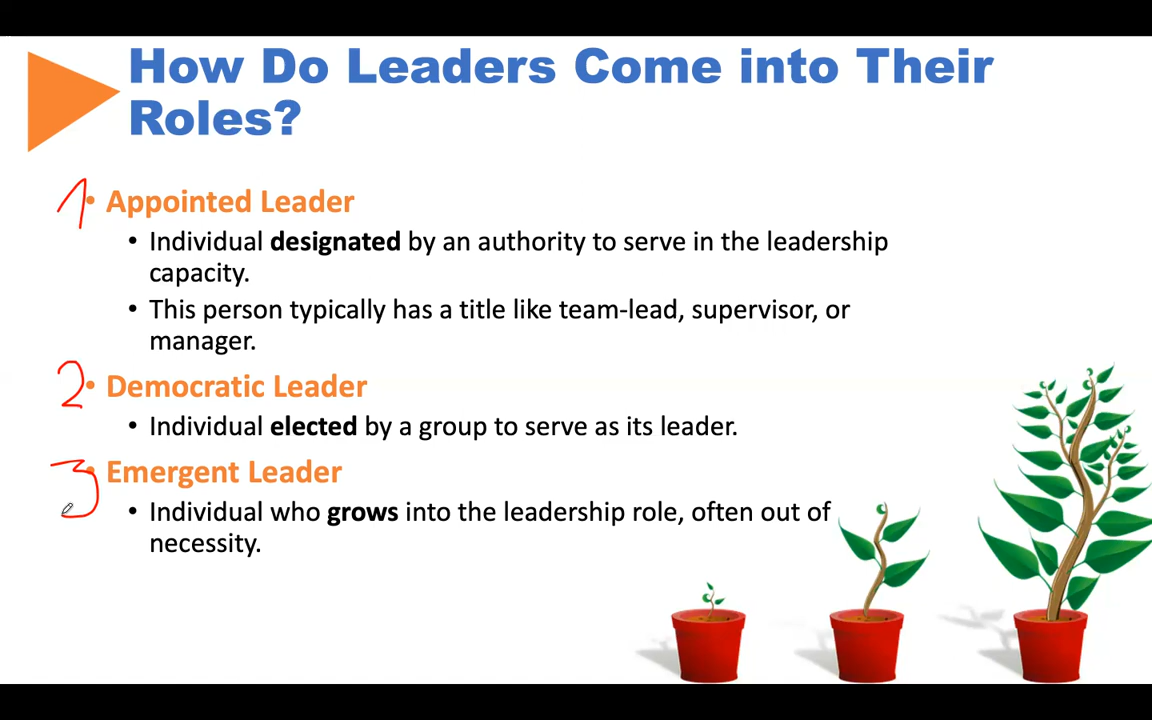 How Do Leaders Come into Their
Roles?
1 • Appointed Leader
• Individual designated by an authority to serve in the leadership
capacity.
• This person typically has a title like team-lead, supervisor, or
manager.
2 • Democratic Leader
• Individual elected by a group to serve as its leader.
3 • Emergent Leader
• Individual who grows into the leadership role, often out of
necessity.